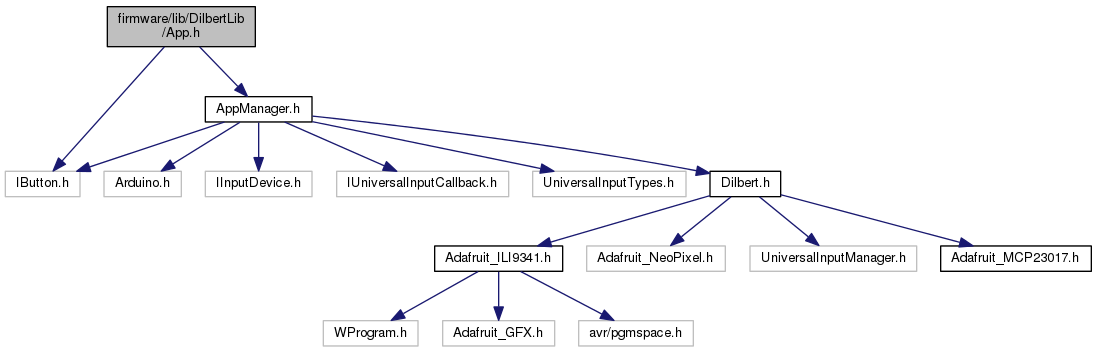 firmware/lib/DilbertLib
/App.h
AppManager.h
IButton.h
Arduino.h
IInputDevice.h
IUniversalInputCallback.h
UniversalInputTypes.h
Dilbert.h
Adafruit_ILI9341.h
Adafruit_NeoPixel.h
UniversalInputManager.h
Adafruit_MCP23017.h
WProgram.h
Adafruit_GFX.h
avr/pgmspace.h